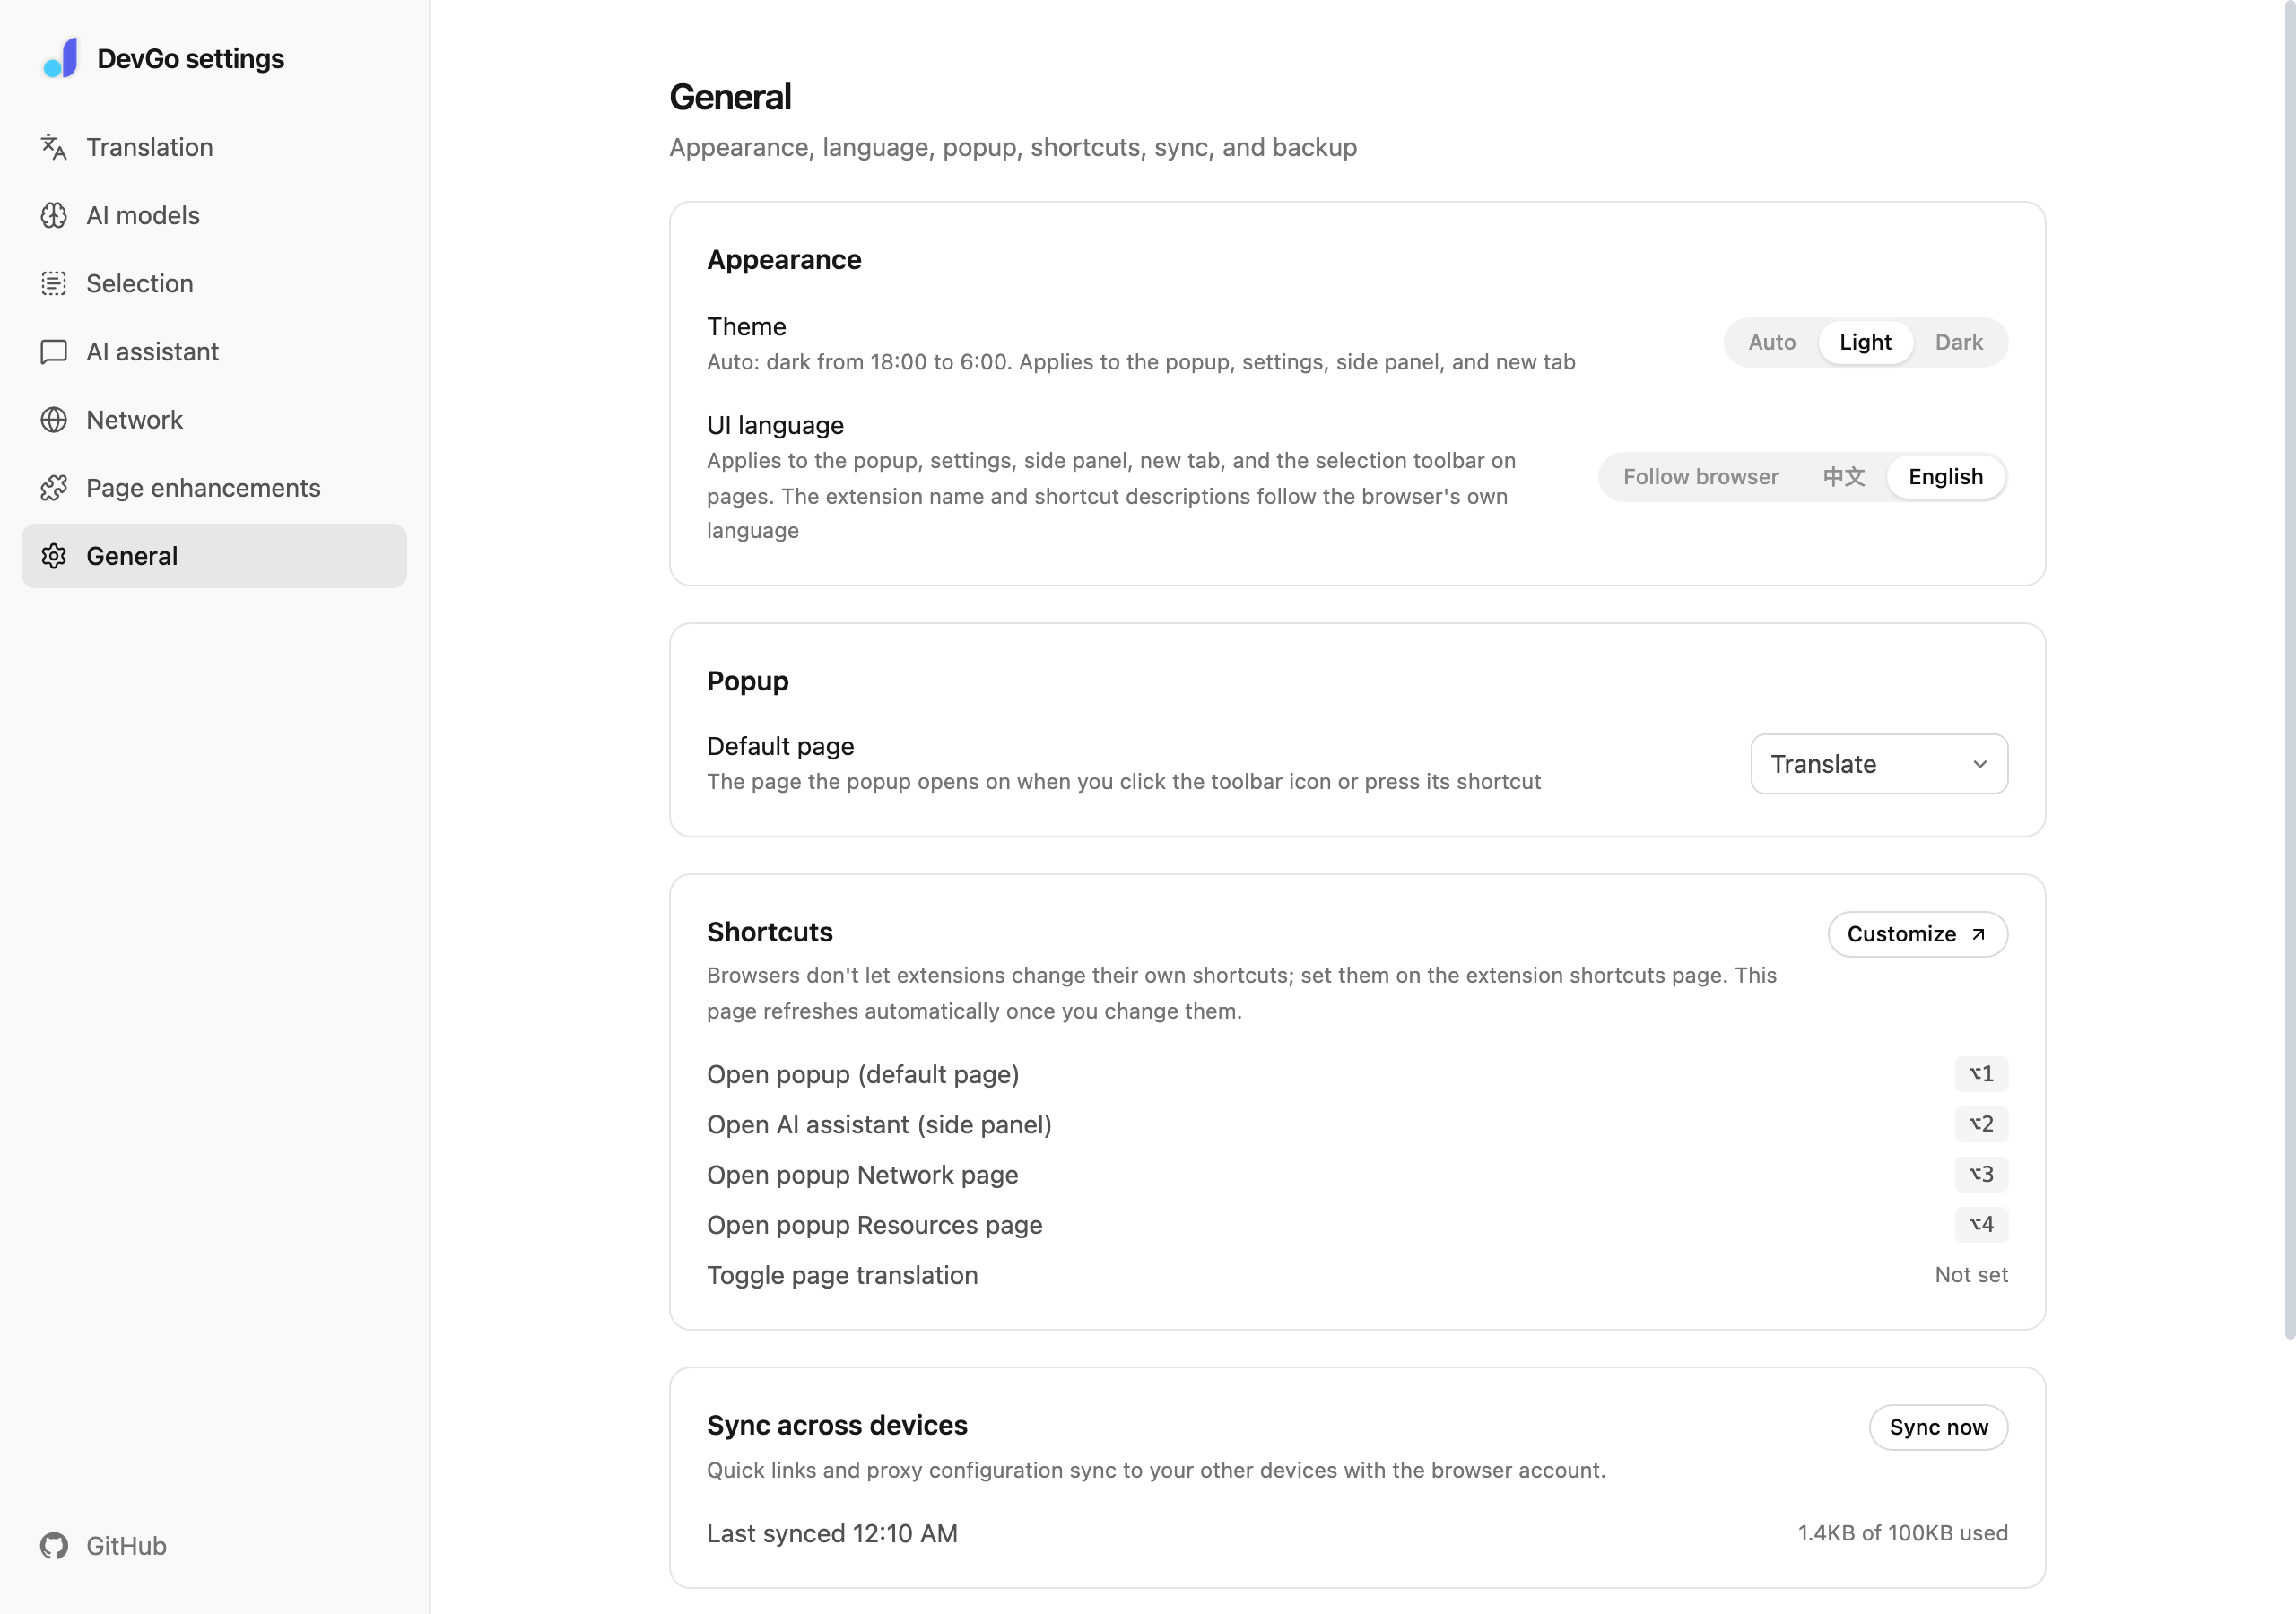 DevGo settings
Translation
AI models
Selection
AI assistant
Network
Page enhancements
General
GitHub
General
Appearance, language, popup, shortcuts, sync, and backup
Appearance
Theme
Auto: dark from 18:00 to 6:00. Applies to the popup, settings, side panel, and new tab
Auto Light Dark
UI language
Applies to the popup, settings, side panel, new tab, and the selection toolbar on
pages. The extension name and shortcut descriptions follow the browser's own
language
Follow browser 中文 English
Popup
Default page
The page the popup opens on when you click the toolbar icon or press its shortcut
Translate
Shortcuts
Customize
Browsers don't let extensions change their own shortcuts; set them on the extension shortcuts page. This
page refreshes automatically once you change them.
Open popup (default page) ⌥1
Open AI assistant (side panel) ⌥2
Open popup Network page ⌥3
Open popup Resources page ⌥4
Toggle page translation Not set
Sync across devices
Sync now
Quick links and proxy configuration sync to your other devices with the browser account.
Last synced 12:10 AM 1.4KB of 100KB used